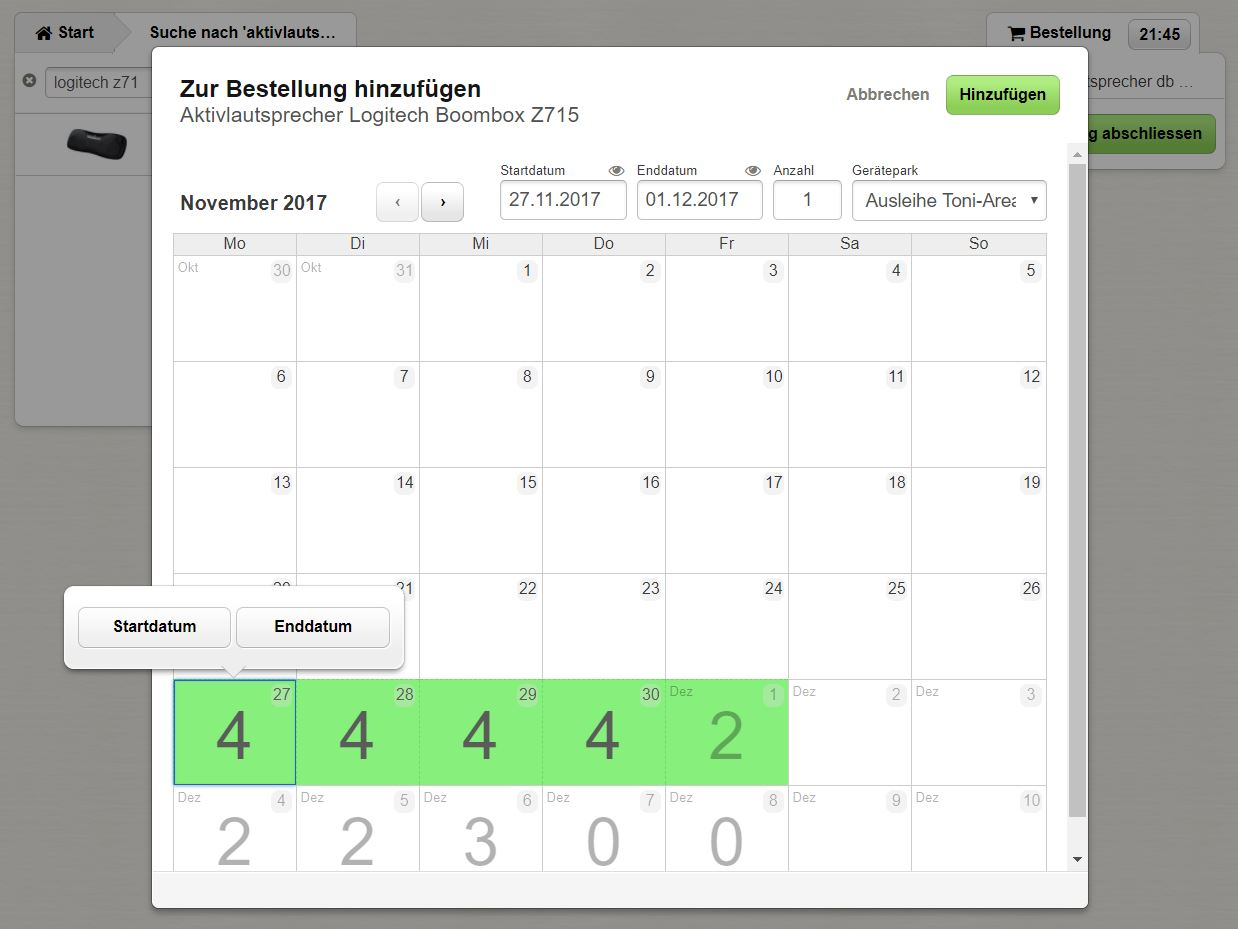 Start
Suche nach 'aktivlauts...
Bestellung
21:45
logitech z71
tsprecher db ...
g abschliessen
Zur Bestellung hinzufügen
Aktivlautsprecher Logitech Boombox Z715
Abbrechen
Hinzufügen
Startdatum
Enddatum
Anzahl
Gerätepark
November 2017
‹
›
27.11.2017
01.12.2017
1
Ausleihe Toni-Area
Mo Di Mi Do Fr Sa So
Okt 30 Okt 31 1 2 3 4 5
6 7 8 9 10 11 12
13 14 15 16 17 18 19
21 22 23 24 25 26
Startdatum
Enddatum
27 28 29 30 Dez 1 Dez 2 Dez 3
4 4 4 4 2
Dez 4 Dez 5 Dez 6 Dez 7 Dez 8 Dez 9 Dez 10
2 2 3 0 0